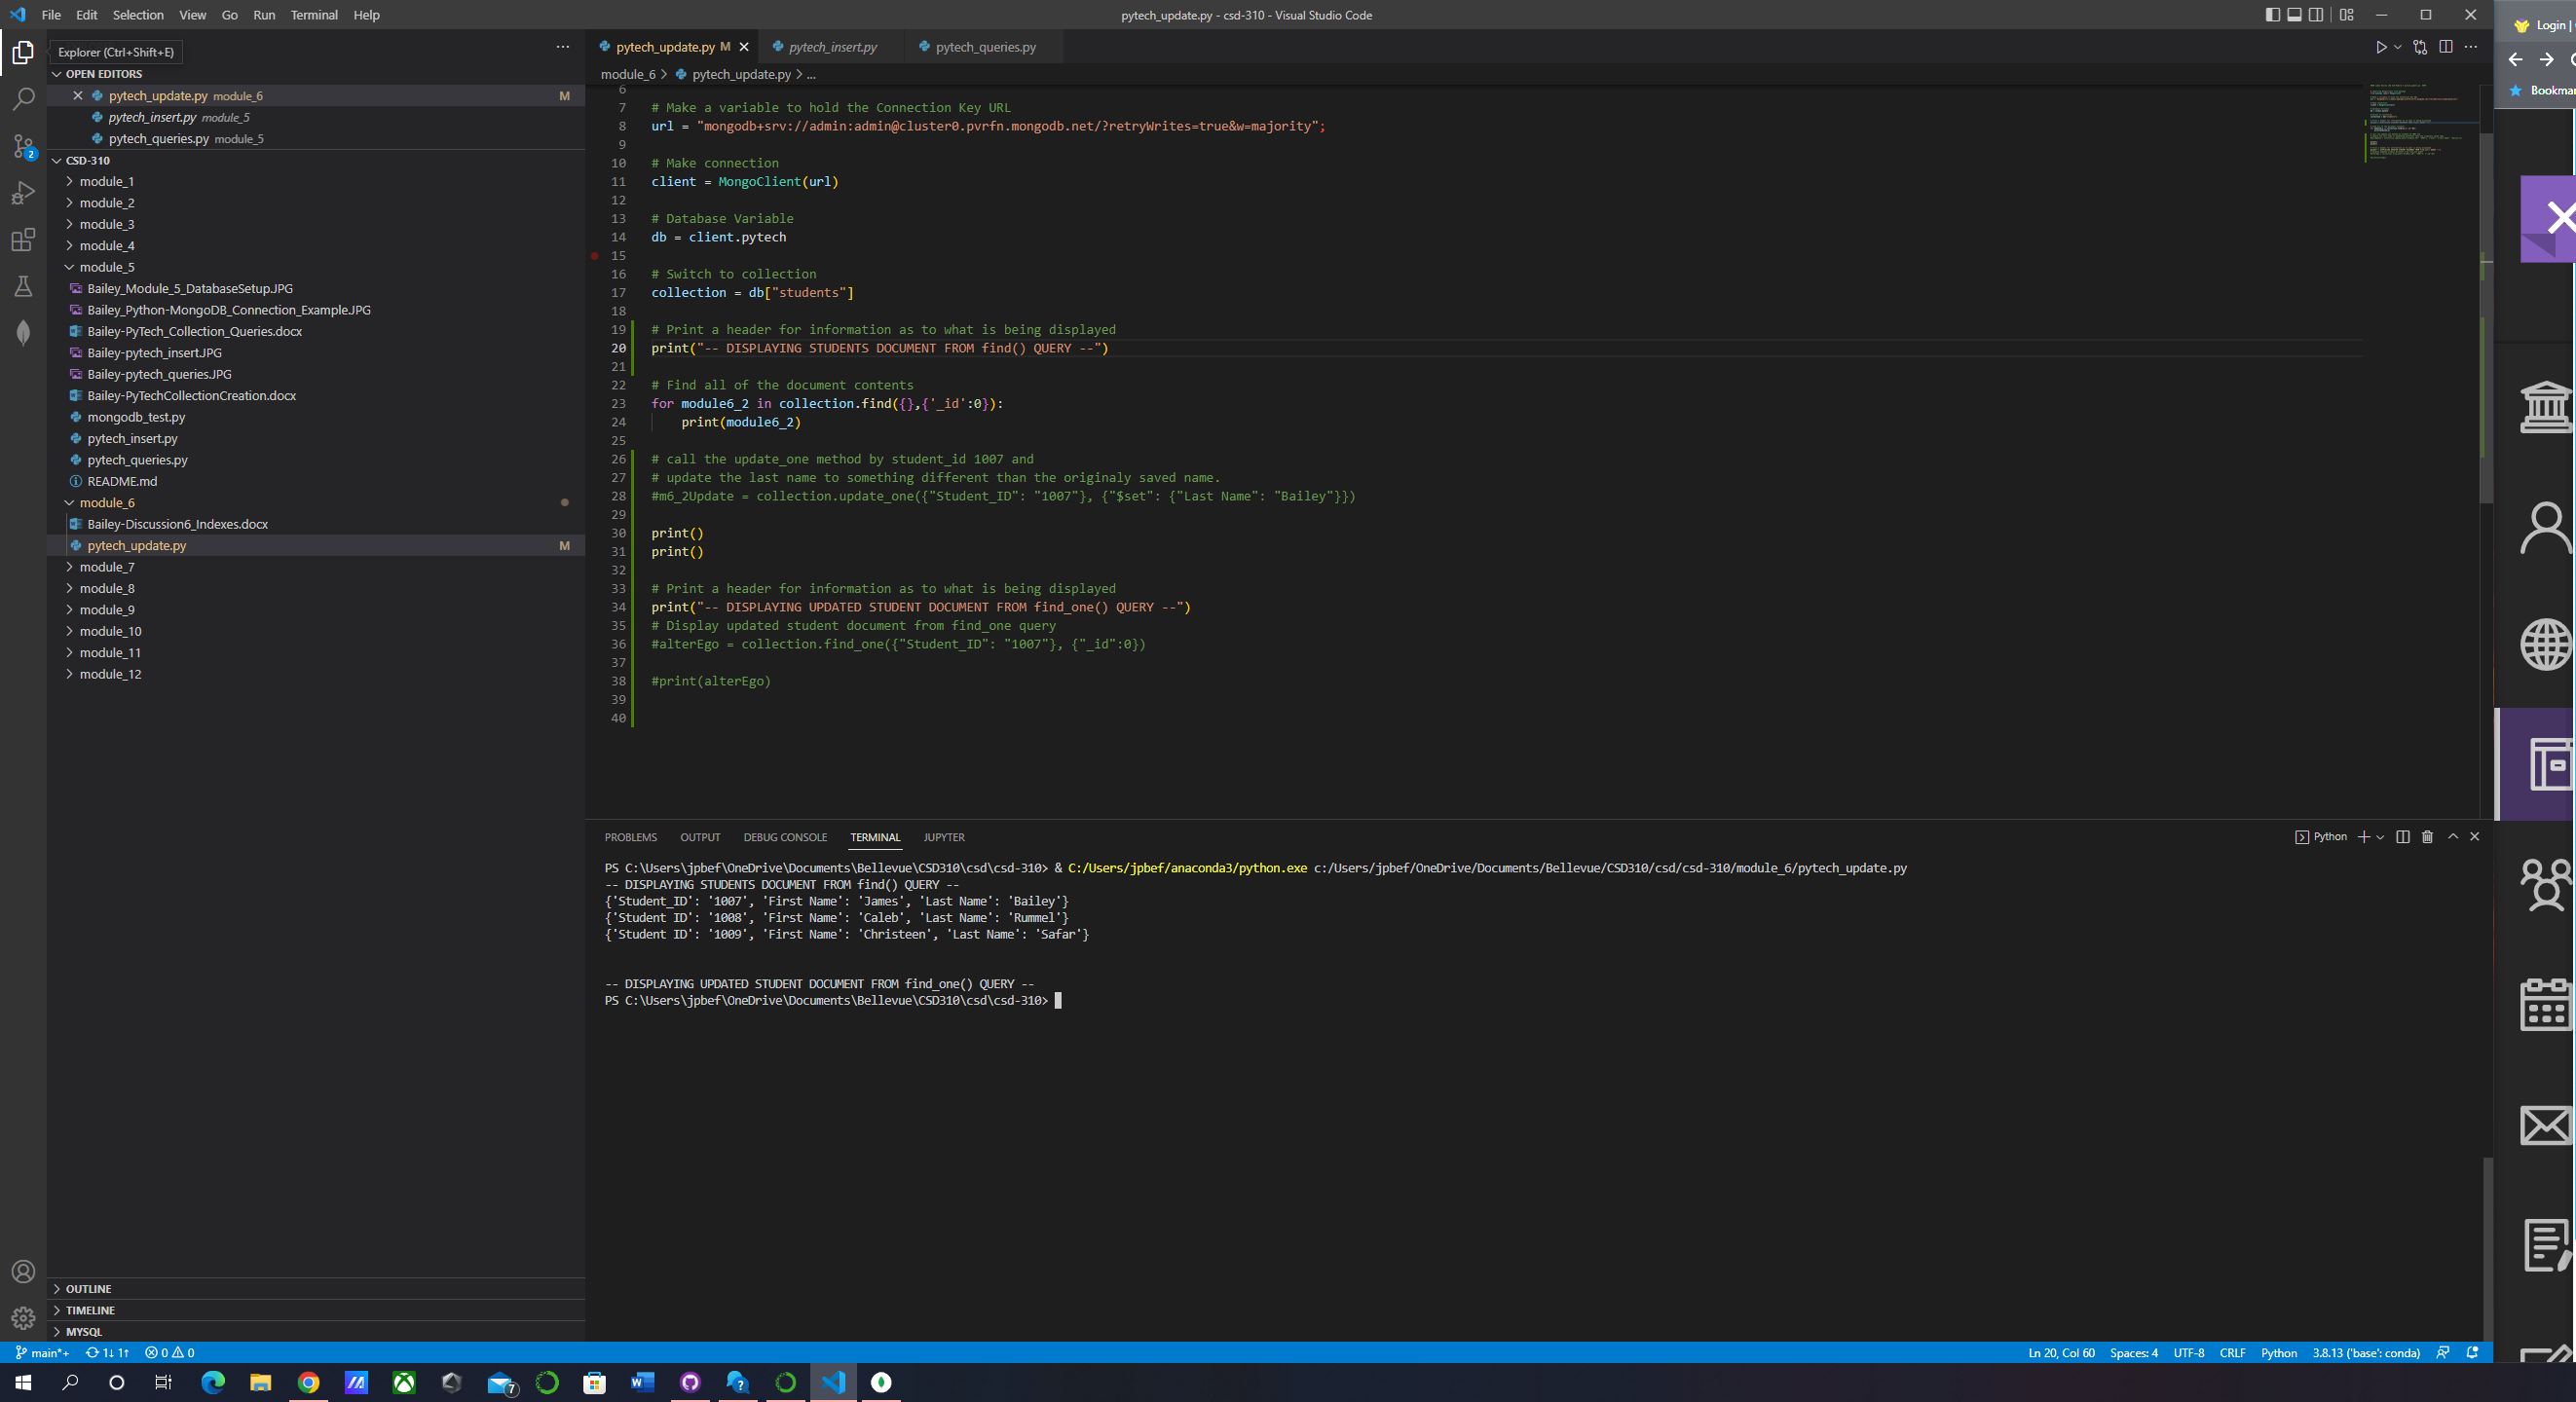 File Edit Selection View Go Run Terminal Help
pytech_update.py - csd-310 - Visual Studio Code
Login |
Bookmar
Explorer (Ctrl+Shift+E)
OPEN EDITORS
pytech_update.py module_6 M
pytech_insert.py module_5
pytech_queries.py module_5
CSD-310
module_1
module_2
module_3
module_4
module_5
Bailey_Module_5_DatabaseSetup.JPG
Bailey_Python-MongoDB_Connection_Example.JPG
Bailey-PyTech_Collection_Queries.docx
Bailey-pytech_insert.JPG
Bailey-pytech_queries.JPG
Bailey-PyTechCollectionCreation.docx
mongodb_test.py
pytech_insert.py
pytech_queries.py
README.md
module_6
Bailey-Discussion6_Indexes.docx
pytech_update.py M
module_7
module_8
module_9
module_10
module_11
module_12
OUTLINE
TIMELINE
MYSQL
2
pytech_update.py M pytech_insert.py pytech_queries.py
module_6 > pytech_update.py > ...
6
7 # Make a variable to hold the Connection Key URL
8 url = "mongodb+srv://admin:admin@cluster0.pvrfn.mongodb.net/?retryWrites=true&w=majority";
9
10 # Make connection
11 client = MongoClient(url)
12
13 # Database Variable
14 db = client.pytech
15
16 # Switch to collection
17 collection = db["students"]
18
19 # Print a header for information as to what is being displayed
20 print("-- DISPLAYING STUDENTS DOCUMENT FROM find() QUERY --")
21
22 # Find all of the document contents
23 for module6_2 in collection.find({},{'_id':0}):
24 print(module6_2)
25
26 # call the update_one method by student_id 1007 and
27 # update the last name to something different than the originaly saved name.
28 #m6_2Update = collection.update_one({"Student_ID": "1007"}, {"$set": {"Last Name": "Bailey"}})
29
30 print()
31 print()
32
33 # Print a header for information as to what is being displayed
34 print("-- DISPLAYING UPDATED STUDENT DOCUMENT FROM find_one() QUERY --")
35 # Display updated student document from find_one query
36 #alterEgo = collection.find_one({"Student_ID": "1007"}, {"_id":0})
37
38 #print(alterEgo)
39
40
PROBLEMS OUTPUT DEBUG CONSOLE TERMINAL JUPYTER
Python
PS C:\Users\jpbef\OneDrive\Documents\Bellevue\CSD310\csd\csd-310> & C:/Users/jpbef/anaconda3/python.exe c:/Users/jpbef/OneDrive/Documents/Bellevue/CSD310/csd/csd-310/module_6/pytech_update.py
-- DISPLAYING STUDENTS DOCUMENT FROM find() QUERY --
{'Student_ID': '1007', 'First Name': 'James', 'Last Name': 'Bailey'}
{'Student ID': '1008', 'First Name': 'Caleb', 'Last Name': 'Rummel'}
{'Student ID': '1009', 'First Name': 'Christeen', 'Last Name': 'Safar'}
-- DISPLAYING UPDATED STUDENT DOCUMENT FROM find_one() QUERY --
PS C:\Users\jpbef\OneDrive\Documents\Bellevue\CSD310\csd\csd-310>
main*+ 1↓ 1↑ 0 0
Ln 20, Col 60 Spaces: 4 UTF-8 CRLF Python 3.8.13 ('base': conda)
7